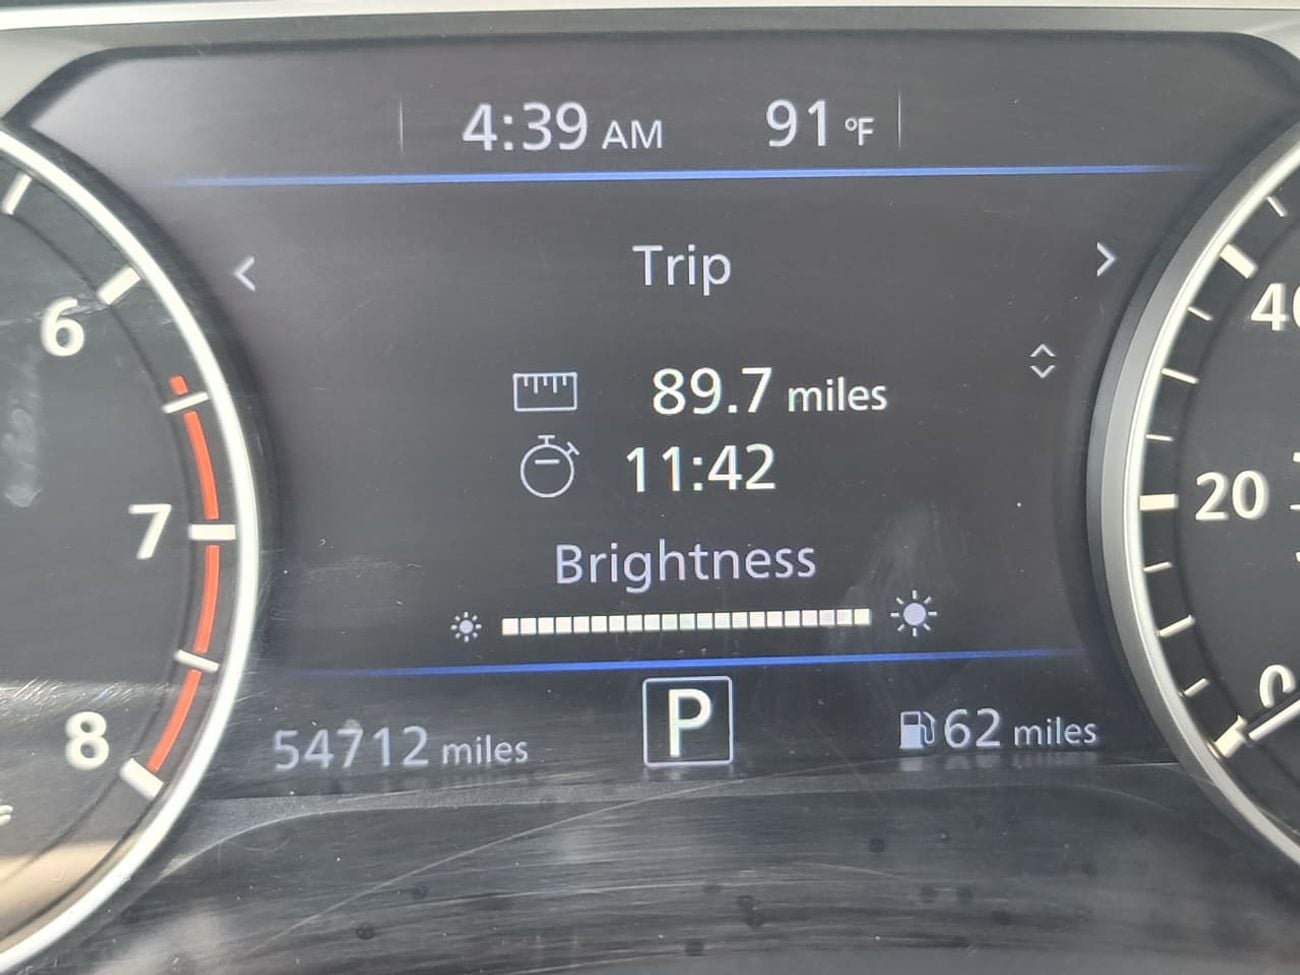 4:39 AM 91 °F
Trip
89.7 miles
11:42
Brightness
54712 miles P 62 miles
6
7
8
20
0